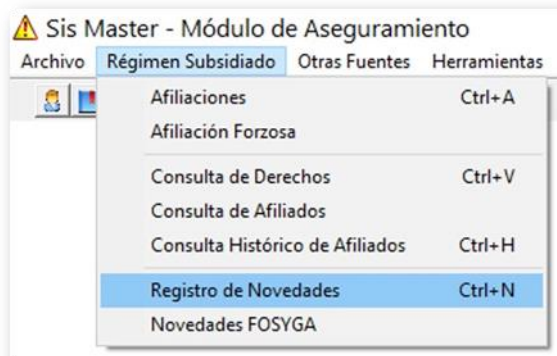 Sis Master - Módulo de Aseguramiento
Archivo Régimen Subsidiado Otras Fuentes Herramientas
Afiliaciones Ctrl+A
Afiliación Forzosa
Consulta de Derechos Ctrl+V
Consulta de Afiliados
Consulta Histórico de Afiliados Ctrl+H
Registro de Novedades Ctrl+N
Novedades FOSYGA